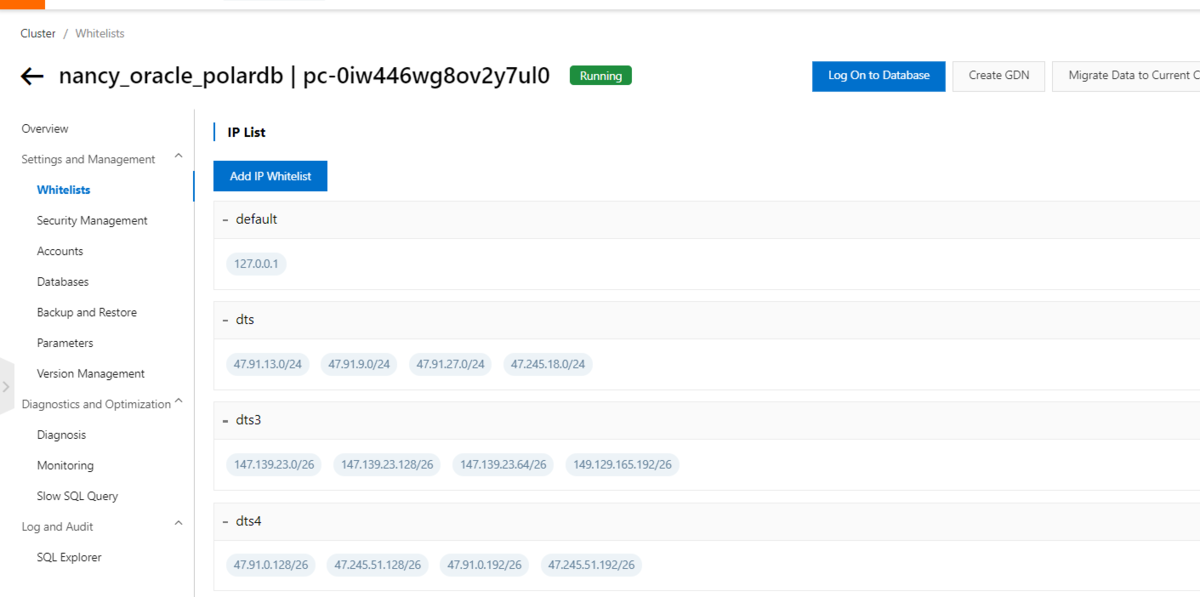 Cluster / Whitelists
nancy_oracle_polardb | pc-0iw446wg8ov2y7ul0 Running
Log On to Database Create GDN Migrate Data to Current C
Overview
Settings and Management
Whitelists
Security Management
Accounts
Databases
Backup and Restore
Parameters
Version Management
Diagnostics and Optimization
Diagnosis
Monitoring
Slow SQL Query
Log and Audit
SQL Explorer
IP List
Add IP Whitelist
– default
127.0.0.1
– dts
47.91.13.0/24 47.91.9.0/24 47.91.27.0/24 47.245.18.0/24
– dts3
147.139.23.0/26 147.139.23.128/26 147.139.23.64/26 149.129.165.192/26
– dts4
47.91.0.128/26 47.245.51.128/26 47.91.0.192/26 47.245.51.192/26